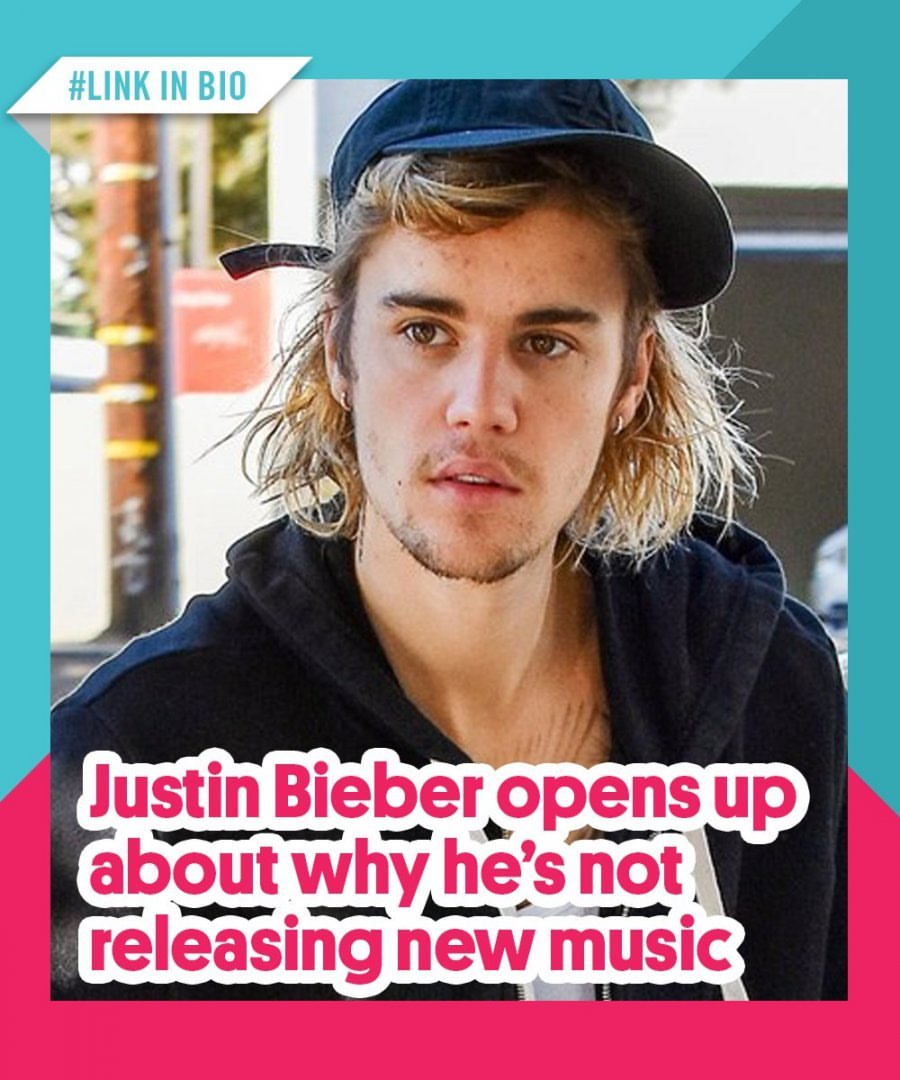 #LINK IN BIO
Justin Bieber opens up
about why he's not
releasing new music